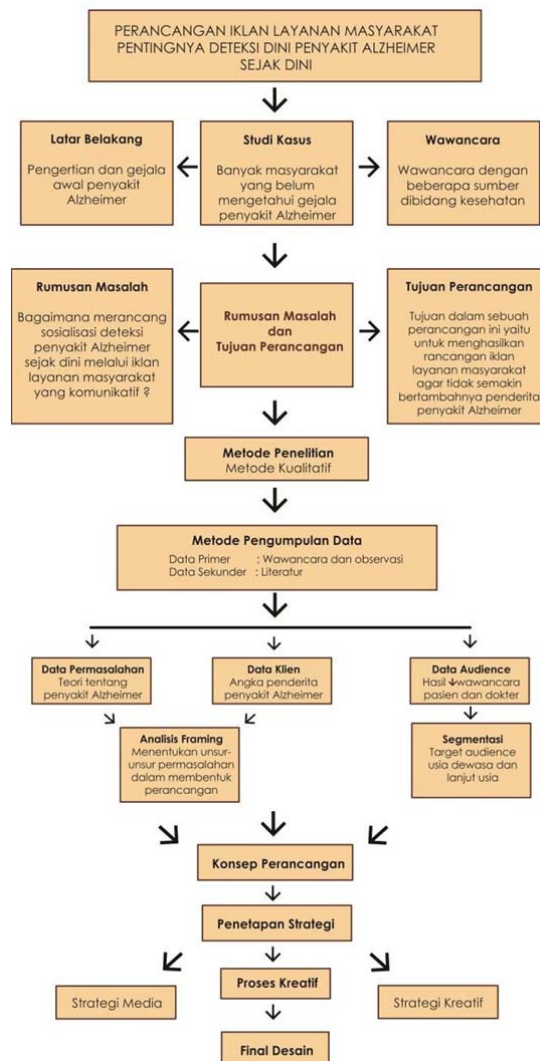 PERANCANGAN IKLAN LAYANAN MASYARAKAT
PENTINGNYA DETEKSI DINI PENYAKIT ALZHEIMER
SEJAK DINI
Latar Belakang
Pengertian dan gejala
awal penyakit
Alzheimer
Studi Kasus
Banyak masyarakat
yang belum
mengetahui gejala
penyakit Alzheimer
Wawancara
Wawancara dengan
beberapa sumber
dibidang kesehatan
Rumusan Masalah
Bagaimana merancang
sosialisasi deteksi
penyakit Alzheimer
sejak dini melalui iklan
layanan masyarakat
yang komunikatif ?
Rumusan Masalah
dan
Tujuan Perancangan
Tujuan Perancangan
Tujuan dalam sebuah
perancangan ini yaitu
untuk menghasilkan
rancangan iklan
layanan masyarakat
agar tidak semakin
bertambahnya penderita
penyakit Alzheimer
Metode Penelitian
Metode Kualitatif
Metode Pengumpulan Data
Data Primer : Wawancara dan observasi
Data Sekunder : Literatur
Data Permasalahan
Teori tentang
penyakit Alzheimer
Data Klien
Angka penderita
penyakit Alzheimer
Data Audience
Hasil wawancara
pasien dan dokter
Analisis Framing
Menentukan unsur-
unsur permasalahan
dalam membentuk
perancangan
Segmentasi
Target audience
usia dewasa dan
lanjut usia
Konsep Perancangan
Penetapan Strategi
Strategi Media
Proses Kreatif
Strategi Kreatif
Final Desain